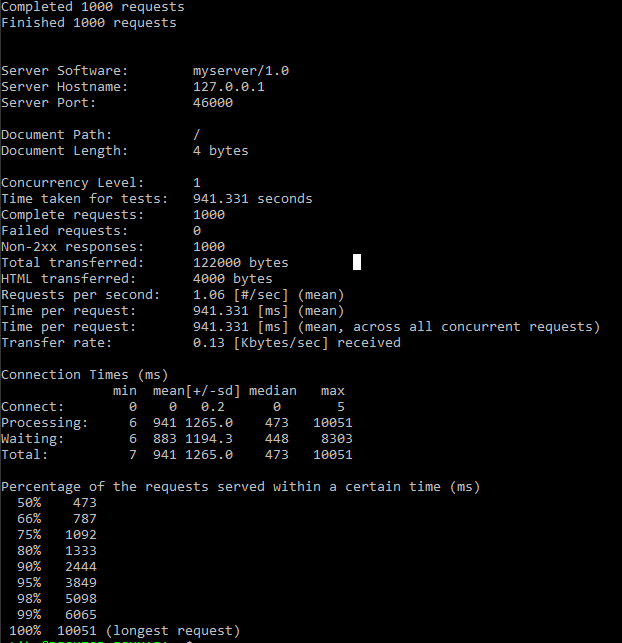 Completed 1000 requests
Finished 1000 requests
Server Software: myserver/1.0
Server Hostname: 127.0.0.1
Server Port: 46000
Document Path: /
Document Length: 4 bytes
Concurrency Level: 1
Time taken for tests: 941.331 seconds
Complete requests: 1000
Failed requests: 0
Non-2xx responses: 1000
Total transferred: 122000 bytes
HTML transferred: 4000 bytes
Requests per second: 1.06 [#/sec] (mean)
Time per request: 941.331 [ms] (mean)
Time per request: 941.331 [ms] (mean, across all concurrent requests)
Transfer rate: 0.13 [Kbytes/sec] received
Connection Times (ms)
min mean[+/-sd] median max
Connect: 0 0 0.2 0 5
Processing: 6 941 1265.0 473 10051
Waiting: 6 883 1194.3 448 8303
Total: 7 941 1265.0 473 10051
Percentage of the requests served within a certain time (ms)
50% 473
66% 787
75% 1092
80% 1333
90% 2444
95% 3849
98% 5098
99% 6065
100% 10051 (longest request)